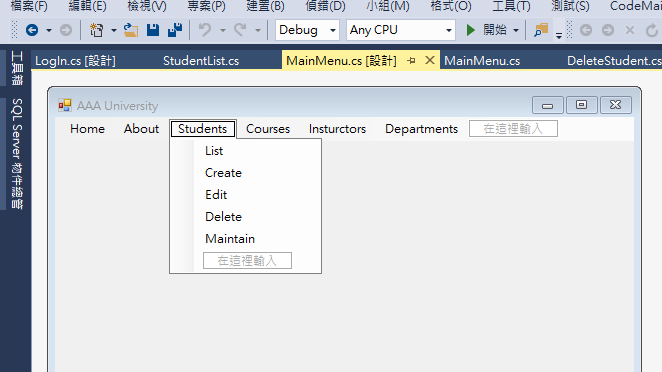 檔案(F) 編輯(E) 檢視(V) 專案(P) 建置(B) 偵錯(D) 小組(M) 格式(O) 工具(T) 測試(S) CodeMai
Debug Any CPU 開始
工具箱
SQL Server 物件總管
LogIn.cs [設計] StudentList.cs MainMenu.cs [設計] MainMenu.cs DeleteStudent.cs
AAA University
Home About Students Courses Insturctors Departments 在這裡輸入
List
Create
Edit
Delete
Maintain
在這裡輸入